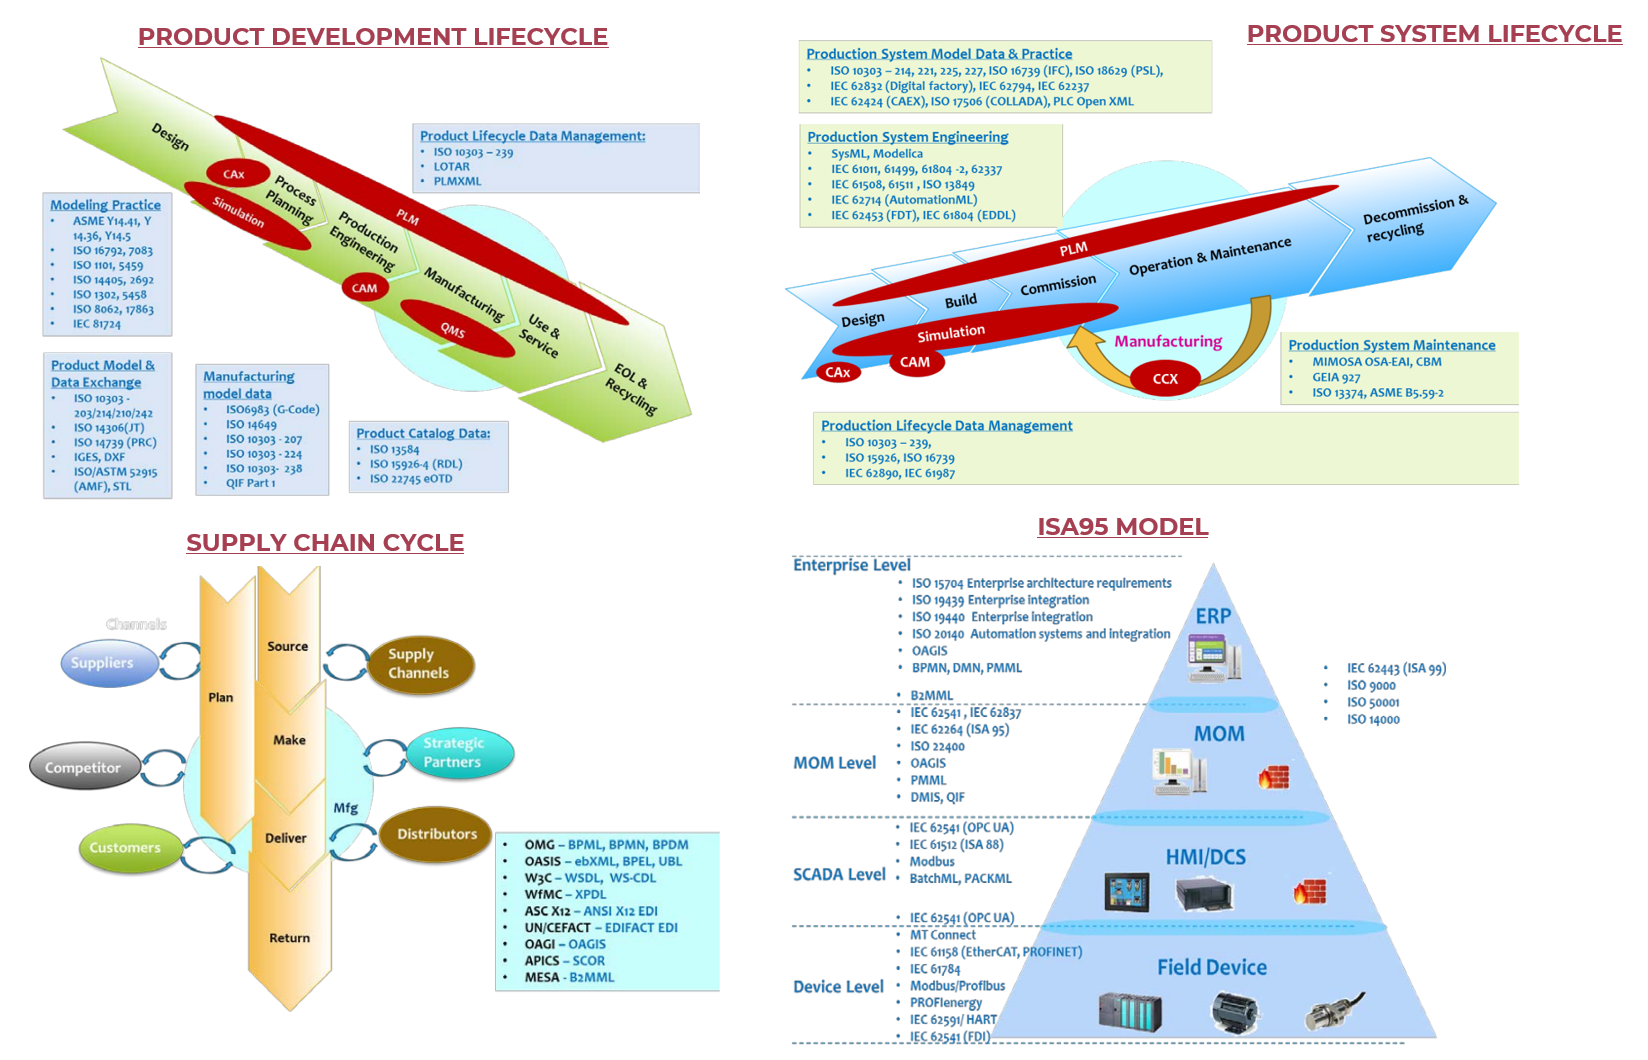 PRODUCT DEVELOPMENT LIFECYCLE
Design
CAx
Process
Planning
Simulation
PLM
Production
Engineering
CAM
Manufacturing
QMS
Use &
Service
EOL &
Recycling
Product Lifecycle Data Management:
• ISO 10303 – 239
• LOTAR
• PLMXML
Modeling Practice
• ASME Y14.41, Y
14.36, Y14.5
• ISO 16792, 7083
• ISO 1101, 5459
• ISO 14405, 2692
• ISO 1302, 5458
• ISO 8062, 17863
• IEC 81724
Product Model &
Data Exchange
• ISO 10303 -
203/214/210/242
• ISO 14306(JT)
• ISO 14739 (PRC)
• IGES, DXF
• ISO/ASTM 52915
(AMF), STL
Manufacturing
model data
• ISO6983 (G-Code)
• ISO 14649
• ISO 10303 - 207
• ISO 10303 - 224
• ISO 10303- 238
• QIF Part 1
Product Catalog Data:
• ISO 13584
• ISO 15926-4 (RDL)
• ISO 22745 eOTD
PRODUCT SYSTEM LIFECYCLE
Production System Model Data & Practice
• ISO 10303 – 214, 221, 225, 227, ISO 16739 (IFC), ISO 18629 (PSL),
• IEC 62832 (Digital factory), IEC 62794, IEC 62237
• IEC 62424 (CAEX), ISO 17506 (COLLADA), PLC Open XML
Production System Engineering
• SysML, Modelica
• IEC 61011, 61499, 61804 -2, 62337
• IEC 61508, 61511 , ISO 13849
• IEC 62714 (AutomationML)
• IEC 62453 (FDT), IEC 61804 (EDDL)
Design
Build
Commission
Operation & Maintenance
Decommission &
recycling
PLM
Simulation
CAx
CAM
Manufacturing
CCX
Production System Maintenance
• MIMOSA OSA-EAI, CBM
• GEIA 927
• ISO 13374, ASME B5.59-2
Production Lifecycle Data Management
• ISO 10303 – 239,
• ISO 15926, ISO 16739
• IEC 62890, IEC 61987
SUPPLY CHAIN CYCLE
Channels
Suppliers
Competitor
Customers
Plan
Source
Make
Deliver
Return
Supply
Channels
Strategic
Partners
Mfg
Distributors
• OMG – BPML, BPMN, BPDM
• OASIS – ebXML, BPEL, UBL
• W3C – WSDL, WS-CDL
• WfMC – XPDL
• ASC X12 – ANSI X12 EDI
• UN/CEFACT – EDIFACT EDI
• OAGI – OAGIS
• APICS – SCOR
• MESA - B2MML
ISA95 MODEL
Enterprise Level
• ISO 15704 Enterprise architecture requirements
• ISO 19439 Enterprise integration
• ISO 19440 Enterprise integration
• ISO 20140 Automation systems and integration
• OAGIS
• BPMN, DMN, PMML
• B2MML
MOM Level
• IEC 62541 , IEC 62837
• IEC 62264 (ISA 95)
• ISO 22400
• OAGIS
• PMML
• DMIS, QIF
SCADA Level
• IEC 62541 (OPC UA)
• IEC 61512 (ISA 88)
• Modbus
• BatchML, PACKML
• IEC 62541 (OPC UA)
Device Level
• MT Connect
• IEC 61158 (EtherCAT, PROFINET)
• IEC 61784
• Modbus/Profibus
• PROFIenergy
• IEC 62591/ HART
• IEC 62541 (FDI)
ERP
MOM
HMI/DCS
Field Device
• IEC 62443 (ISA 99)
• ISO 9000
• ISO 50001
• ISO 14000